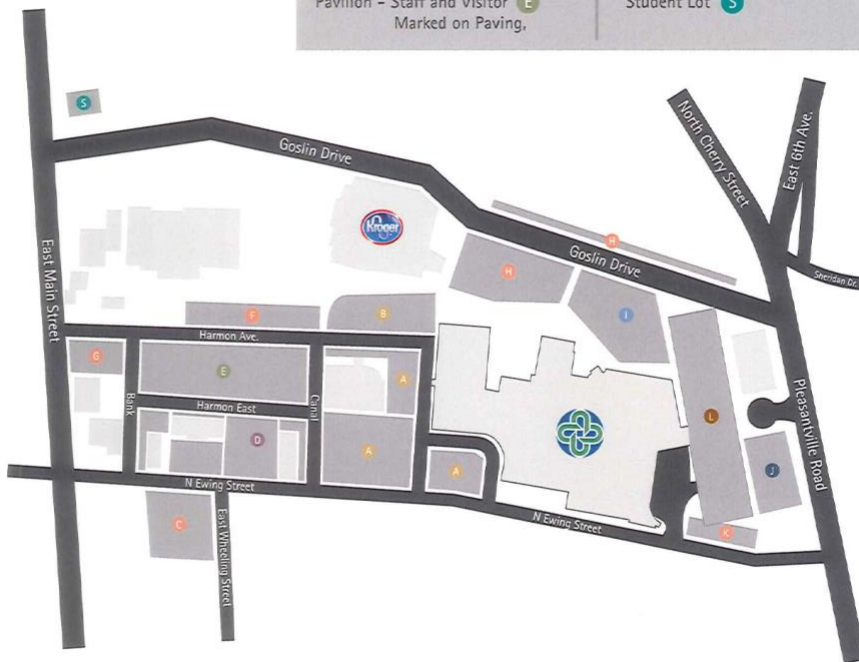 Pavilion – Staff and Visitor E
Marked on Paving.
Student Lot S
S
Goslin Drive
North Cherry Street
East 6th Ave.
Kroger
H
Goslin Drive
Sheridan Dr.
East Main Street
H
I
F
B
Harmon Ave.
G
E
A
Bank
Harmon East
Canal
L
Pleasantville Road
D
A
A
J
N Ewing Street
C
East Wheeling Street
N Ewing Street
K